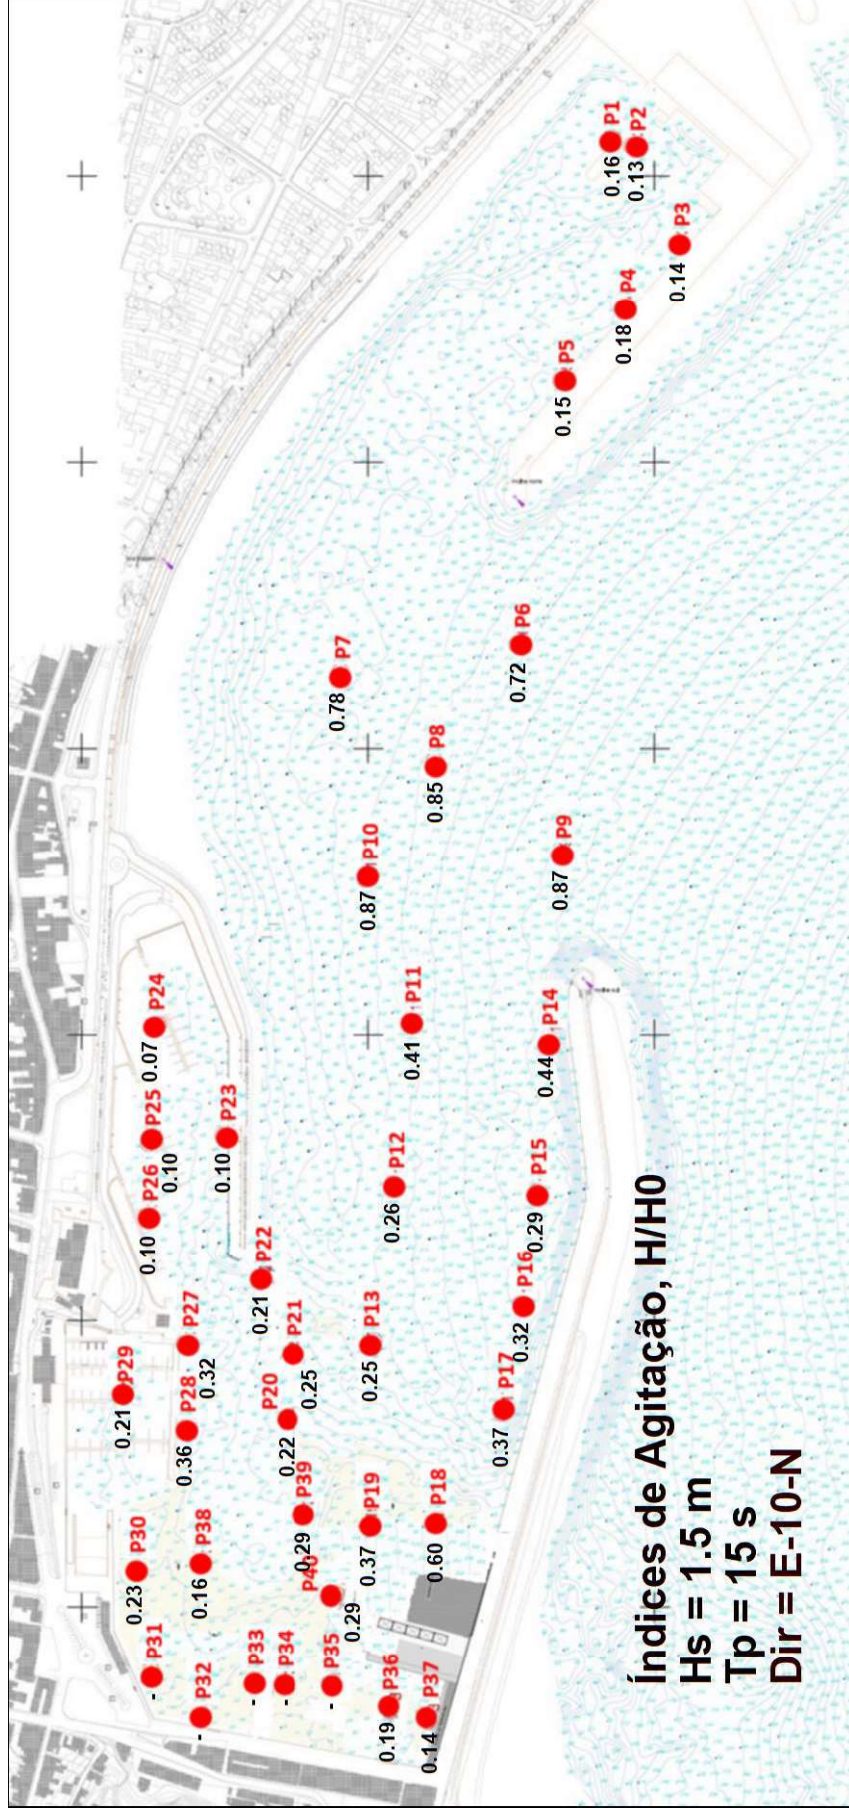 P1
0.16
P2
0.13
P3
0.14
P4
0.18
P5
0.15
P6
0.72
P7
0.78
P8
0.85
P9
0.87
P10
0.87
P11
0.41
P12
0.26
P13
0.25
P14
0.44
P15
0.29
P16
0.32
P17
0.37
P18
0.60
P19
0.37
P20
0.22
P21
0.25
P22
0.21
P23
0.10
P24
0.07
P25
0.10
P26
0.10
P27
0.32
P28
0.36
P29
0.21
P30
0.23
P31
-
P32
-
P33
-
P34
-
P35
-
P36
0.19
P37
0.14
P38
0.16
P39
0.29
P40
0.29
Índices de Agitação, H/H0
Hs = 1.5 m
Tp = 15 s
Dir = E-10-N